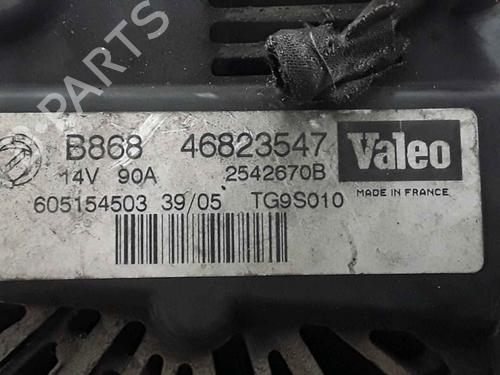 B868 46823547 Valeo
14V 90A 2542670B
MADE IN FRANCE
605154503 39/05 TG9S010
B PARTS